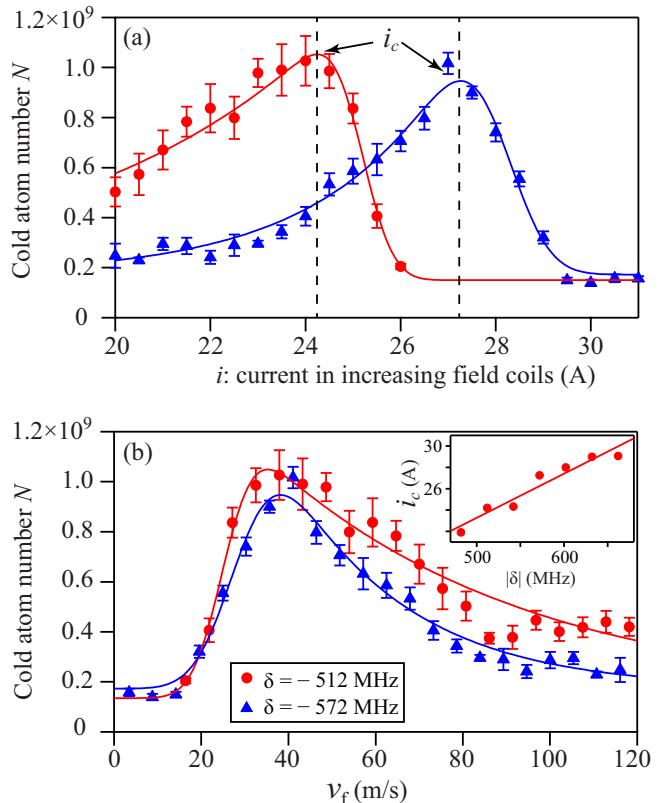 1.2×10⁹
(a)
i_c
1.0
0.8
0.6
0.4
0.2
0
Cold atom number N
20 22 24 26 28 30
i: current in increasing field coils (A)
1.2×10⁹
(b)
1.0
0.8
0.6
0.4
0.2
0
Cold atom number N
30
26
22
i_c (A)
500 600
|δ| (MHz)
δ = − 512 MHz
δ = − 572 MHz
0 20 40 60 80 100 120
v_f (m/s)